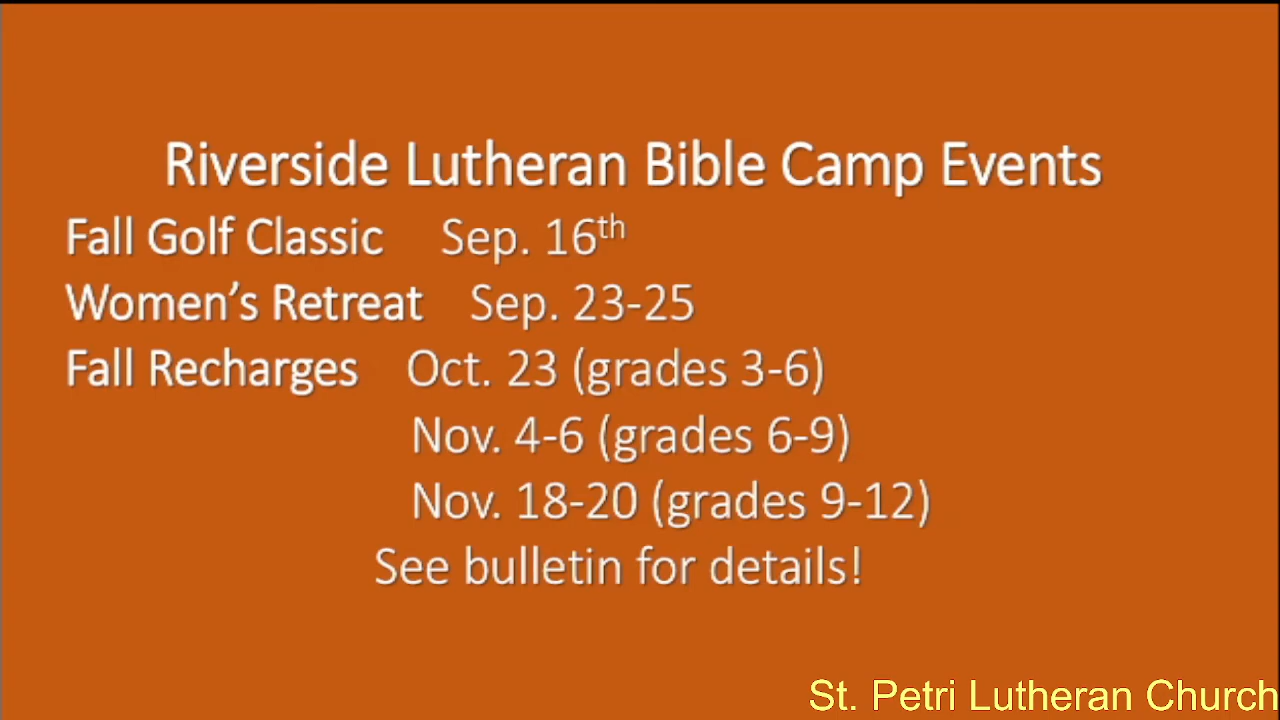 Riverside Lutheran Bible Camp Events
Fall Golf Classic Sep. 16th
Women’s Retreat Sep. 23-25
Fall Recharges Oct. 23 (grades 3-6)
Nov. 4-6 (grades 6-9)
Nov. 18-20 (grades 9-12)
See bulletin for details!
St. Petri Lutheran Church